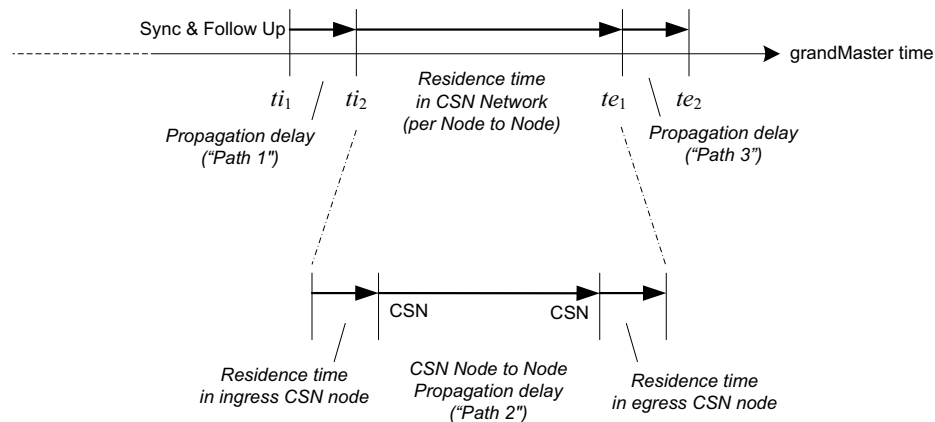 Sync & Follow Up
grandMaster time
ti1
ti2
Residence time
in CSN Network
(per Node to Node)
te1
te2
Propagation delay
("Path 1")
Propagation delay
("Path 3")
CSN
CSN
Residence time
in ingress CSN node
CSN Node to Node
Propagation delay
("Path 2")
Residence time
in egress CSN node